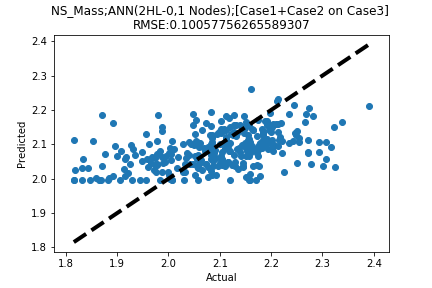 NS_Mass;ANN(2HL-0,1 Nodes);[Case1+Case2 on Case3]
RMSE:0.10057756265589307
2.4
2.3
2.2
2.1
2.0
1.9
1.8
Predicted
1.8 1.9 2.0 2.1 2.2 2.3 2.4
Actual